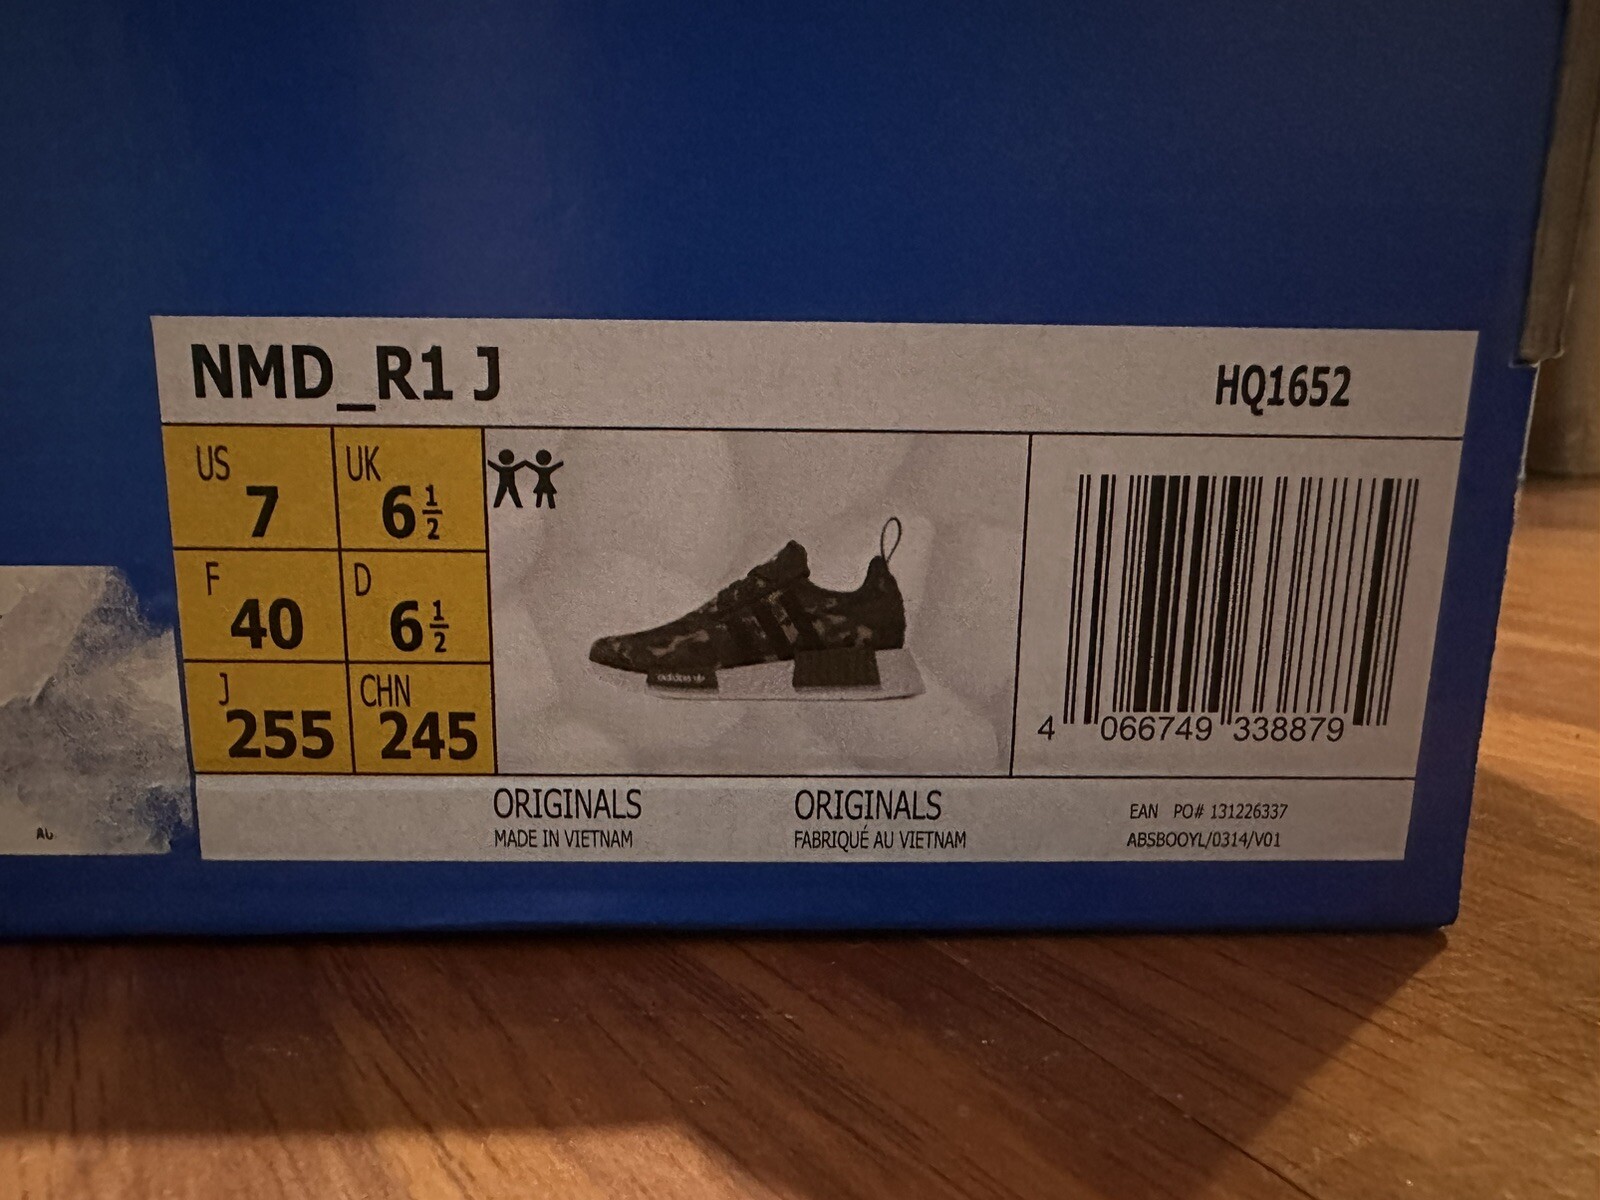 NMD_R1 J
HQ1652
US 7
UK 6 1/2
F 40
D 6 1/2
J 255
CHN 245
adidas
4 066749 338879
ORIGINALS
MADE IN VIETNAM
ORIGINALS
FABRIQUÉ AU VIETNAM
EAN PO# 131226337
ABSBOOYL/0314/V01